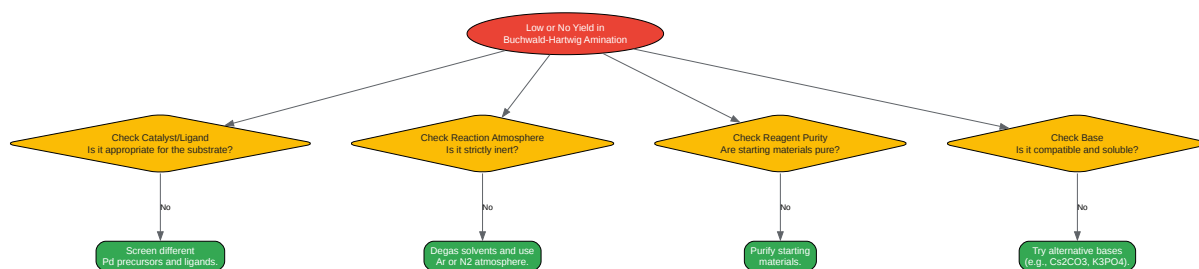 Low or No Yield in
Buchwald-Hartwig Amination
Check Catalyst/Ligand
Is it appropriate for the substrate?
Check Reaction Atmosphere
Is it strictly inert?
Check Reagent Purity
Are starting materials pure?
Check Base
Is it compatible and soluble?
No
No
No
No
Screen different
Pd precursors and ligands.
Degas solvents and use
Ar or N2 atmosphere.
Purify starting
materials.
Try alternative bases
(e.g., Cs2CO3, K3PO4).